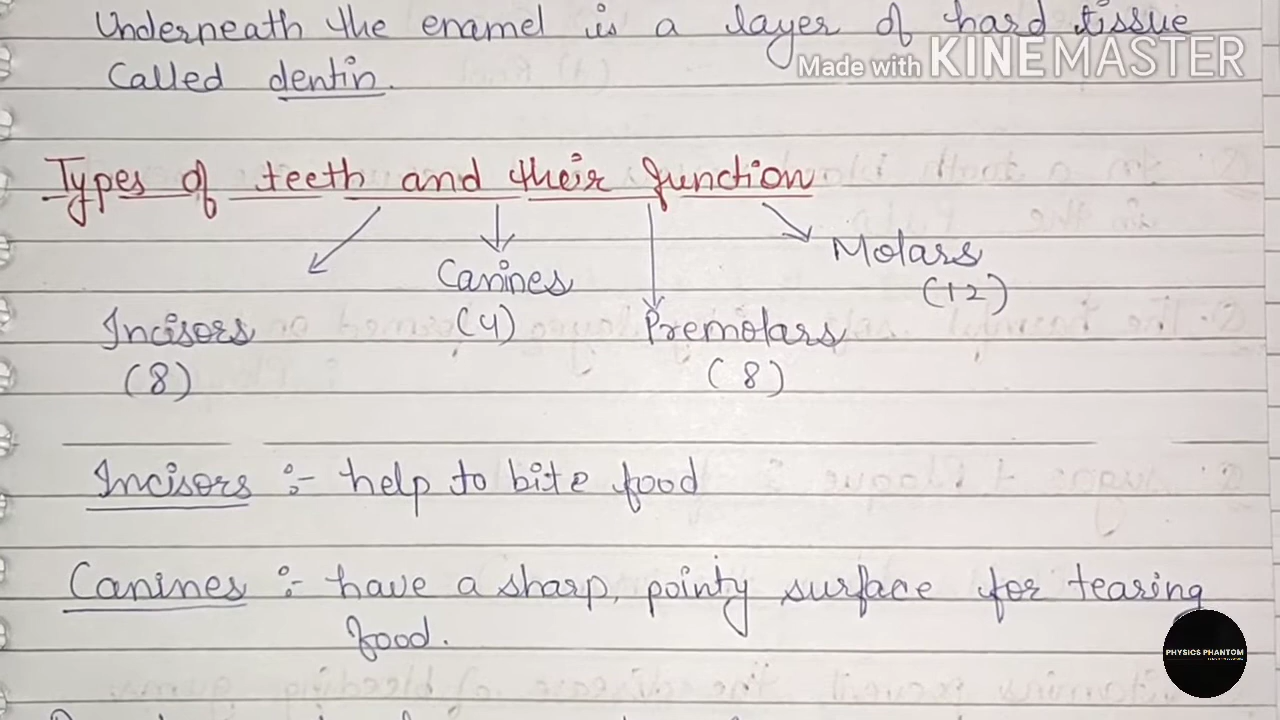 Underneath the enamel is a layer of hard tissue
Made with KINEMASTER
Called dentin.
Types of teeth and their function
Molars
Canines
(12)
Incisors
(4)
Premolars
(8)
(8)
Incisors :- help to bite food
Canines :- have a sharp, pointy surface for tearing
food.
PHYSICS PHANTOM